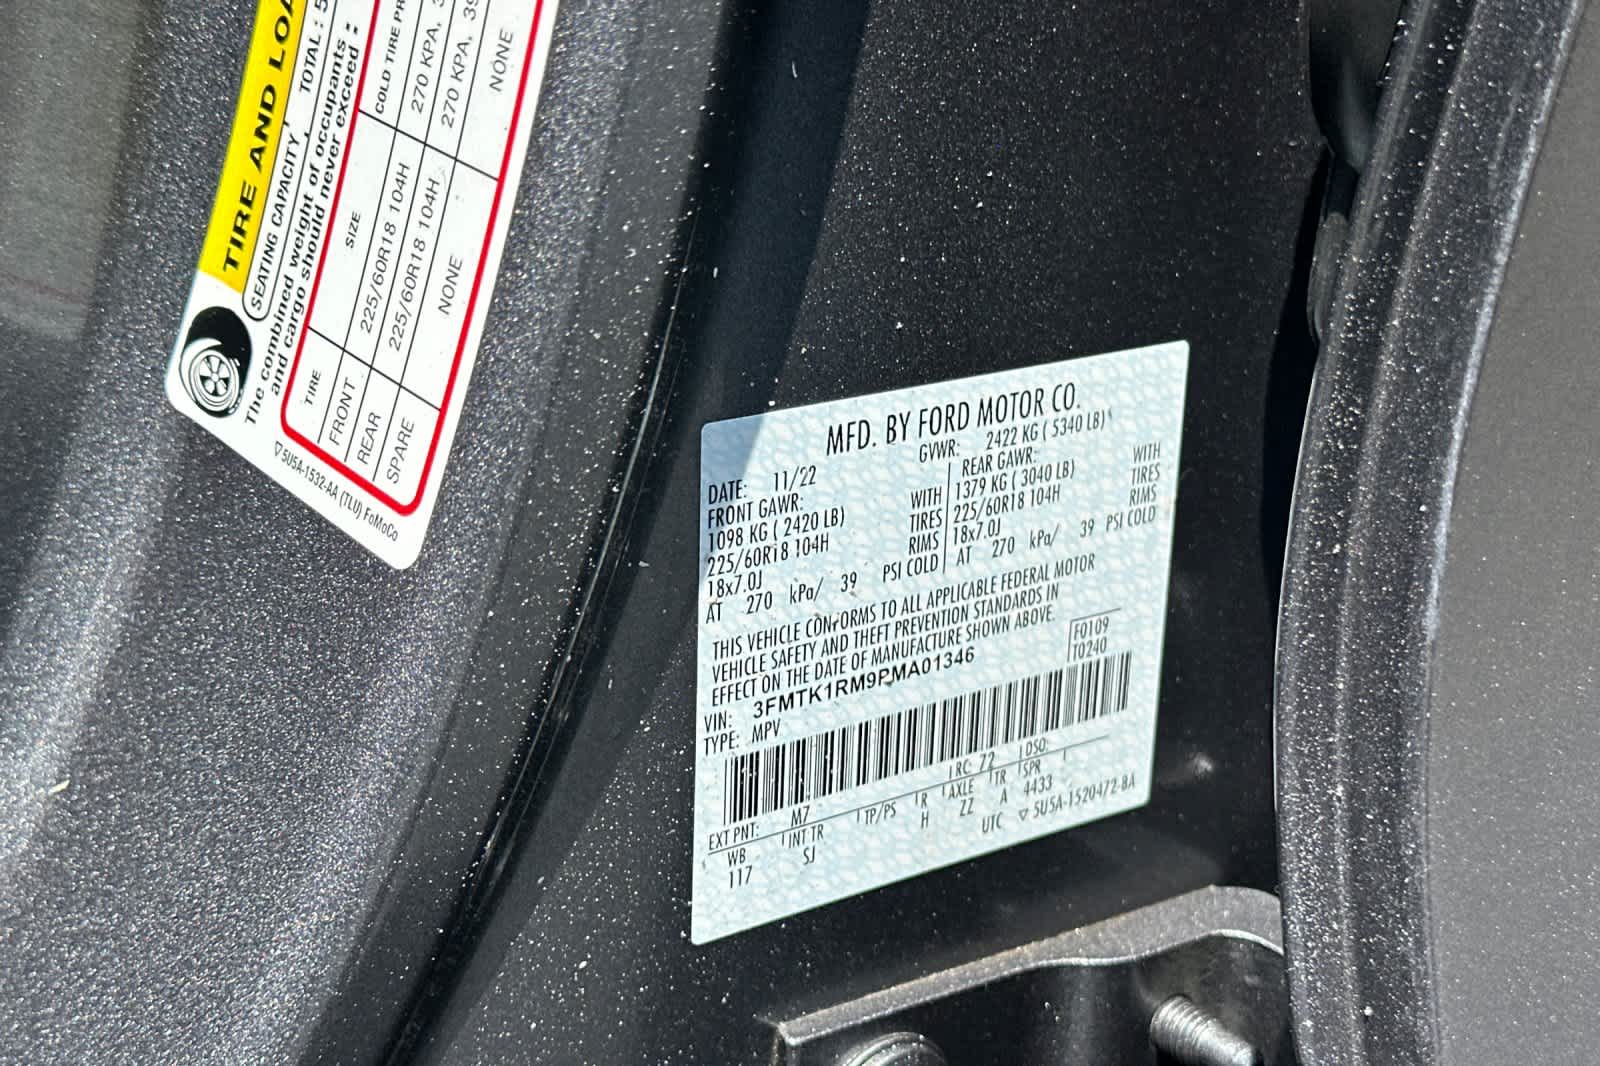 TIRE AND LOA
SEATING CAPACITY
TOTAL : 5
The combined weight of occupants
and cargo should never exceed :
TIRE SIZE COLD TIRE PR
FRONT 225/60R18 104H 270 KPA, 3
REAR 225/60R18 104H 270 KPA, 39
SPARE NONE NONE
▽5U5A-1532-AA (TLU) FoMoCo
MFD. BY FORD MOTOR CO.
DATE: 11/22 GVWR: 2422 KG ( 5340 LB)
FRONT GAWR: REAR GAWR:
1098 KG ( 2420 LB) WITH 1379 KG ( 3040 LB) WITH
225/60R18 104H TIRES 225/60R18 104H TIRES
18x7.0J RIMS 18x7.0J RIMS
AT 270 kPa/ 39 PSI COLD AT 270 kPa/ 39 PSI COLD
THIS VEHICLE CONFORMS TO ALL APPLICABLE FEDERAL MOTOR
VEHICLE SAFETY AND THEFT PREVENTION STANDARDS IN
EFFECT ON THE DATE OF MANUFACTURE SHOWN ABOVE.
F0109
T0240
VIN: 3FMTK1RM9PMA01346
TYPE: MPV
EXT PNT: M7 RC: 72 DSO:
WB INT TR TP/PS R AXLE TR SPR
117 SJ H ZZ A 4433
UTC ▽ 5U5A-1520472-BA